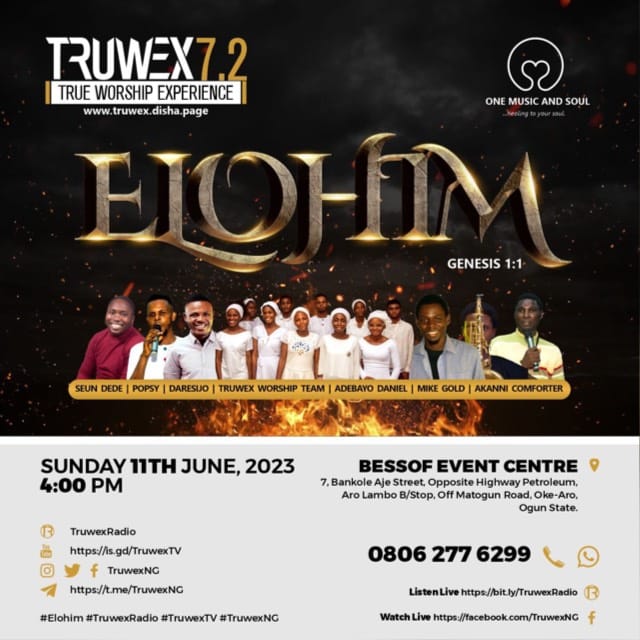 TRUWEX 7.2
TRUE WORSHIP EXPERIENCE
www.truwex.disha.page
ONE MUSIC AND SOUL
...heeling to your soul.
ELOHIM
GENESIS 1:1
SEUN DEDE | POPSY | DARESIJO | TRUWEX WORSHIP TEAM | ADEBAYO DANIEL | MIKE GOLD | AKANNI COMFORTER
SUNDAY 11TH JUNE, 2023
4:00 PM
TruwexRadio
https://is.gd/TruwexTV
TruwexNG
https://t.me/TruwexNG
#Elohim #TruwexRadio #TruwexTV #TruwexNG
BESSOF EVENT CENTRE
7, Bankole Aje Street, Opposite Highway Petroleum,
Aro Lambo B/Stop, Off Matogun Road, Oke-Aro,
Ogun State.
0806 277 6299
Listen Live https://bit.ly/TruwexRadio
Watch Live https://facebook.com/TruwexNG